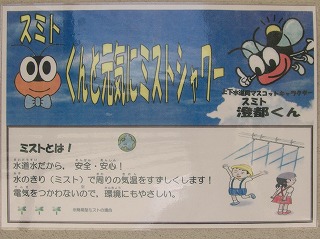 スミト
くんと元気にミストシャワー
上下水道局マスコットキャラクター
スミト
澄都くん
ミストとは！
水道水だから、安全・安心！
水のきり（ミスト）で周りの気温をすずしくします！
電気をつかわないので、環境にもやさしい。